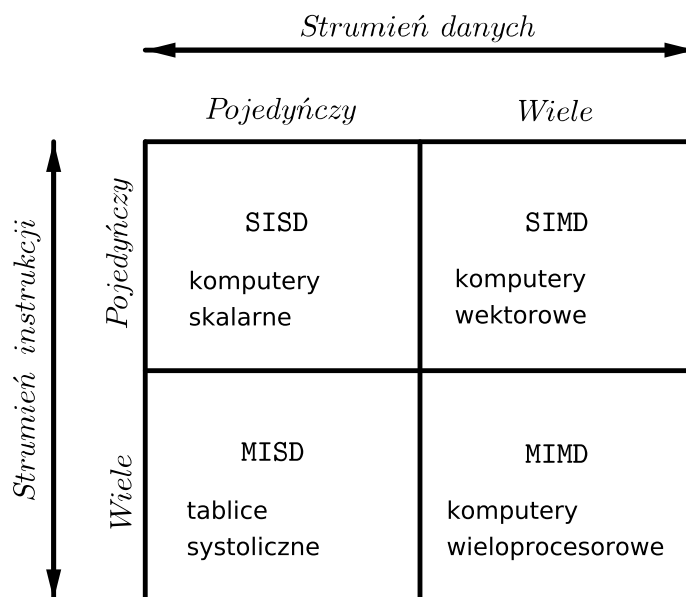 Strumień danych
Pojedyńczy
Wiele
Strumień instrukcji
Pojedyńczy
SISD
komputery
skalarne
SIMD
komputery
wektorowe
Wiele
MISD
tablice
systoliczne
MIMD
komputery
wieloprocesorowe